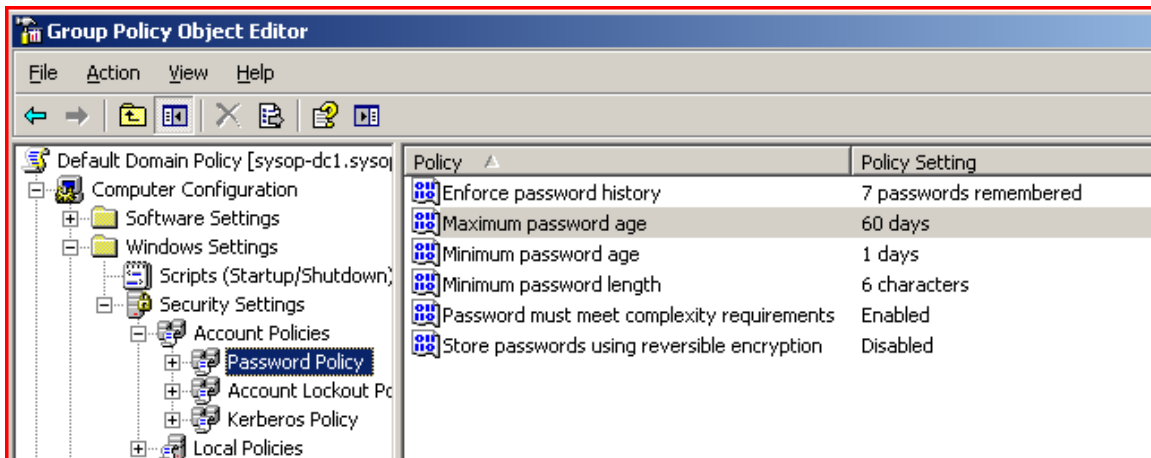 Group Policy Object Editor
File Action View Help
Default Domain Policy [sysop-dc1.sysop
Computer Configuration
Software Settings
Windows Settings
Scripts (Startup/Shutdown)
Security Settings
Account Policies
Password Policy
Account Lockout Po
Kerberos Policy
Local Policies
Policy Policy Setting
Enforce password history 7 passwords remembered
Maximum password age 60 days
Minimum password age 1 days
Minimum password length 6 characters
Password must meet complexity requirements Enabled
Store passwords using reversible encryption Disabled